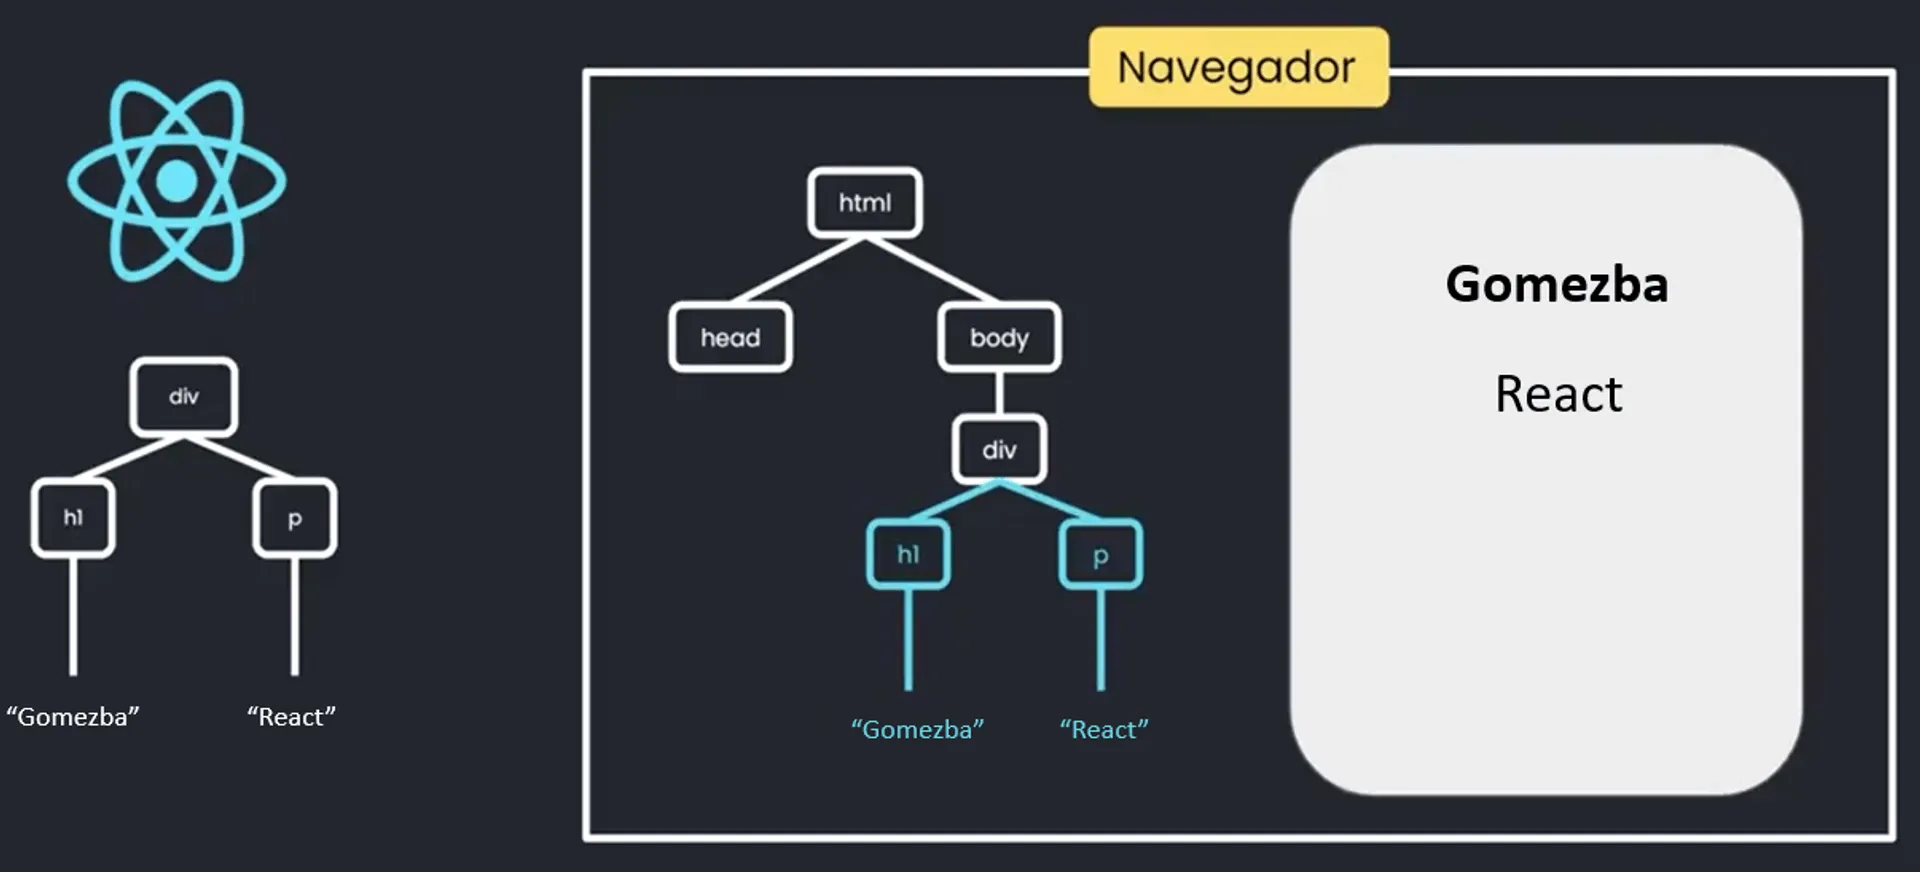 Navegador
html
head
body
div
h1
p
“Gomezba”
“React”
Gomezba
React
div
h1
p
“Gomezba”
“React”